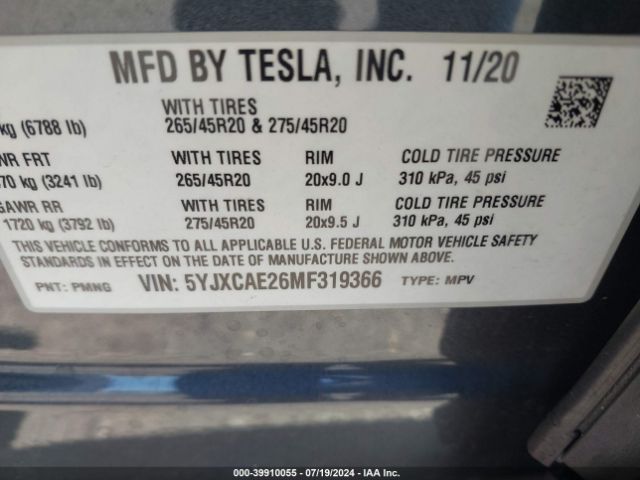 MFD BY TESLA, INC. 11/20
kg (6788 lb) WITH TIRES
265/45R20 & 275/45R20
WR FRT WITH TIRES RIM COLD TIRE PRESSURE
70 kg (3241 lb) 265/45R20 20x9.0 J 310 kPa, 45 psi
GAWR RR WITH TIRES RIM COLD TIRE PRESSURE
1720 kg (3792 lb) 275/45R20 20x9.5 J 310 kPa, 45 psi
THIS VEHICLE CONFORMS TO ALL APPLICABLE U.S. FEDERAL MOTOR VEHICLE SAFETY
STANDARDS IN EFFECT ON THE DATE OF MANUFACTURE SHOWN ABOVE.
PNT: PMNG VIN: 5YJXCAE26MF319366 TYPE: MPV
000-39910055 / 07/19/2024 / IAA Inc.